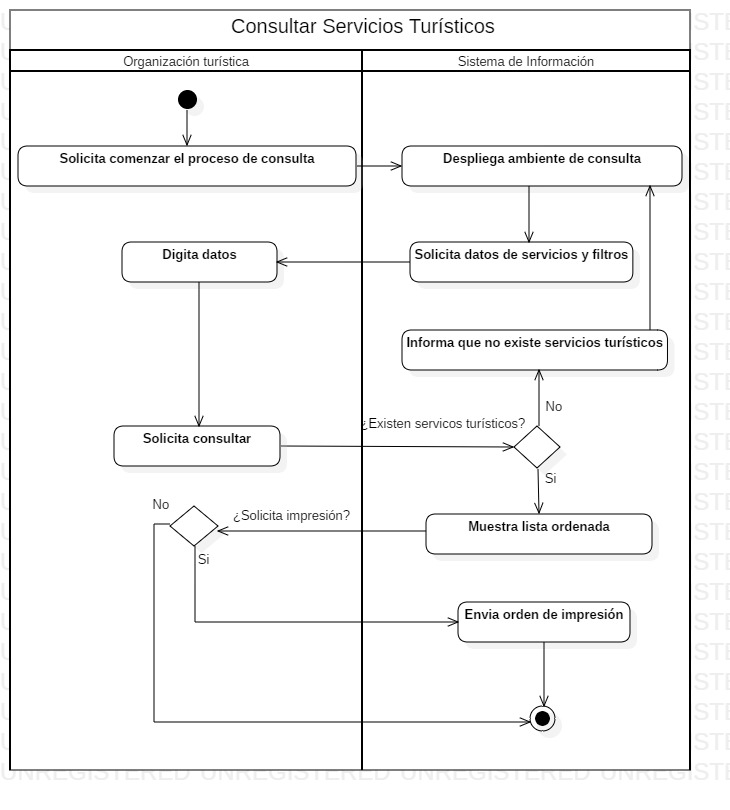 Consultar Servicios Turísticos
Organización turística
Sistema de Información
Solicita comenzar el proceso de consulta
Despliega ambiente de consulta
Digita datos
Solicita datos de servicios y filtros
Informa que no existe servicios turísticos
No
¿Existen servicos turísticos?
Solicita consultar
Si
No
¿Solicita impresión?
Muestra lista ordenada
Si
Envia orden de impresión
UNREGISTERED UNREGISTERED UNREGISTERED UNREGISTE